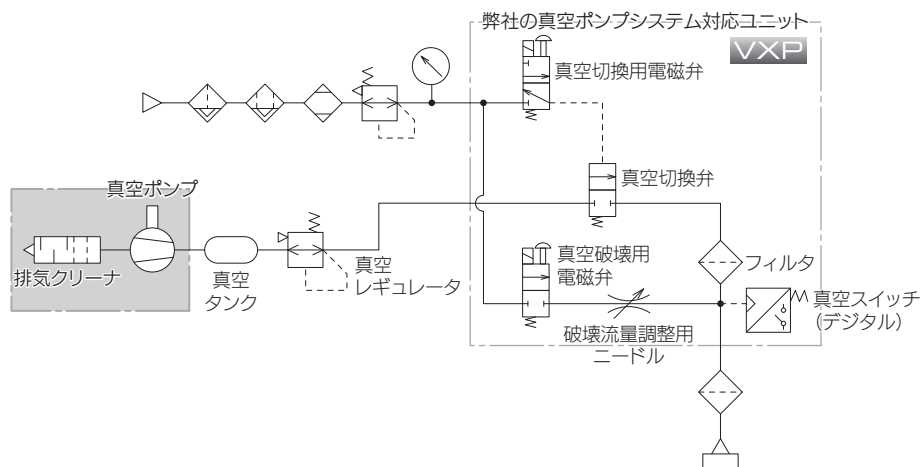 弊社の真空ポンプシステム対応ユニット
VXP
真空切換用電磁弁
真空切換弁
真空ポンプ
排気クリーナ
真空
タンク
真空
レギュレータ
真空破壊用
電磁弁
フィルタ
破壊流量調整用
ニードル
真空スイッチ
(デジタル)